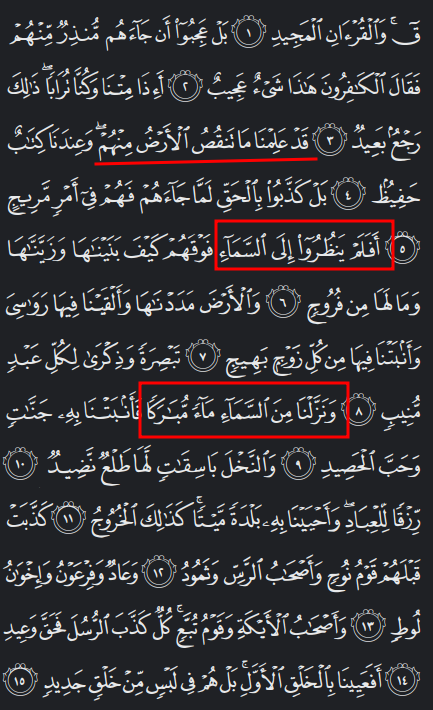 قٓۚ وَٱلۡقُرۡءَانِ ٱلۡمَجِيدِ ١ بَلۡ عَجِبُوٓاْ أَن جَآءَهُم مُّنذِرٞ مِّنۡهُمۡ
فَقَالَ ٱلۡكَٰفِرُونَ هَٰذَا شَيۡءٌ عَجِيبٌ ٢ أَءِذَا مِتۡنَا وَكُنَّا تُرَابٗاۖ ذَٰلِكَ
رَجۡعُۢ بَعِيدٞ ٣ قَدۡ عَلِمۡنَا مَا تَنقُصُ ٱلۡأَرۡضُ مِنۡهُمۡۖ وَعِندَنَا كِتَٰبٌ
حَفِيظُۢ ٤ بَلۡ كَذَّبُواْ بِٱلۡحَقِّ لَمَّا جَآءَهُمۡ فَهُمۡ فِيٓ أَمۡرٖ مَّرِيجٍ
٥ أَفَلَمۡ يَنظُرُوٓاْ إِلَى ٱلسَّمَآءِ فَوۡقَهُمۡ كَيۡفَ بَنَيۡنَٰهَا وَزَيَّنَّٰهَا
وَمَا لَهَا مِن فُرُوجٖ ٦ وَٱلۡأَرۡضَ مَدَدۡنَٰهَا وَأَلۡقَيۡنَا فِيهَا رَوَٰسِيَ
وَأَنۢبَتۡنَا فِيهَا مِن كُلِّ زَوۡجِۭ بَهِيجٖ ٧ تَبۡصِرَةٗ وَذِكۡرَىٰ لِكُلِّ عَبۡدٖ
مُّنِيبٖ ٨ وَنَزَّلۡنَا مِنَ ٱلسَّمَآءِ مَآءٗ مُّبَٰرَكٗا فَأَنۢبَتۡنَا بِهِۦ جَنَّٰتٖ
وَحَبَّ ٱلۡحَصِيدِ ٩ وَٱلنَّخۡلَ بَاسِقَٰتٖ لَّهَا طَلۡعٞ نَّضِيدٞ ١٠
رِّزۡقٗا لِّلۡعِبَادِۖ وَأَحۡيَيۡنَا بِهِۦ بَلۡدَةٗ مَّيۡتٗاۚ كَذَٰلِكَ ٱلۡخُرُوجُ ١١ كَذَّبَتۡ
قَبۡلَهُمۡ قَوۡمُ نُوحٖ وَأَصۡحَٰبُ ٱلرَّسِّ وَثَمُودُ ١٢ وَعَادٞ وَفِرۡعَوۡنُ وَإِخۡوَٰنُ
لُوطٖ ١٣ وَأَصۡحَٰبُ ٱلۡأَيۡكَةِ وَقَوۡمُ تُبَّعٖۚ كُلّٞ كَذَّبَ ٱلرُّسُلَ فَحَقَّ وَعِيدِ
١٤ أَفَعَيِينَا بِٱلۡخَلۡقِ ٱلۡأَوَّلِۚ بَلۡ هُمۡ فِي لَبۡسٖ مِّنۡ خَلۡقٖ جَدِيدٖ ١٥